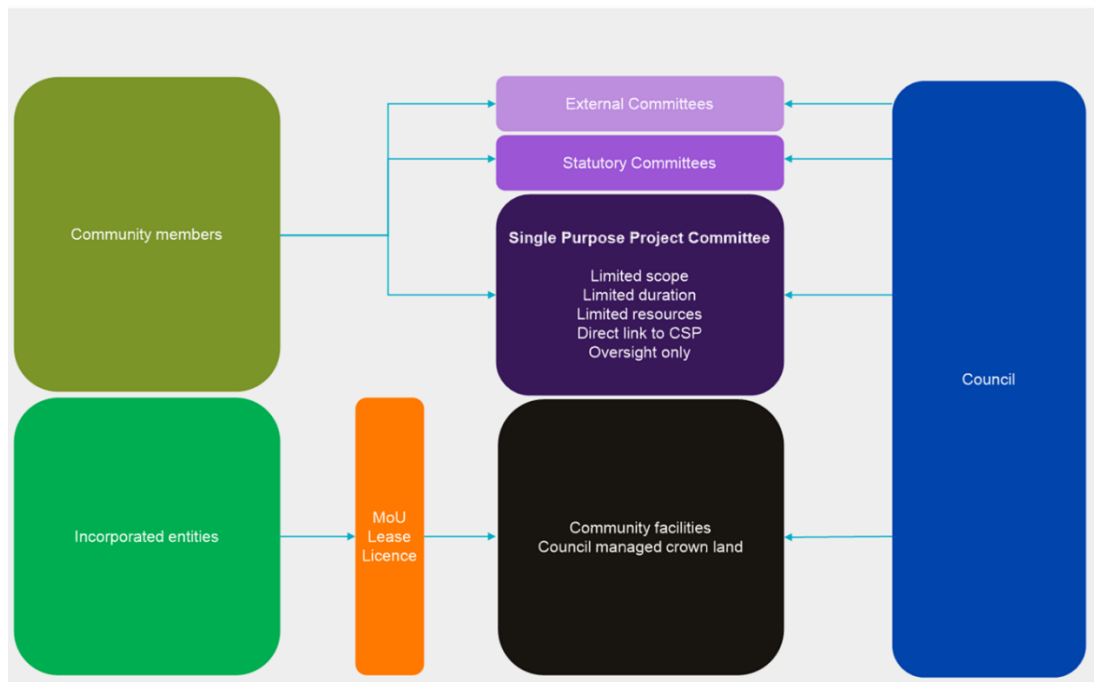 External Committees
Statutory Committees
Community members
Single Purpose Project Committee
Limited scope
Limited duration
Limited resources
Direct link to CSP
Oversight only
Council
Incorporated entities
MoU
Lease
Licence
Community facilities
Council managed crown land